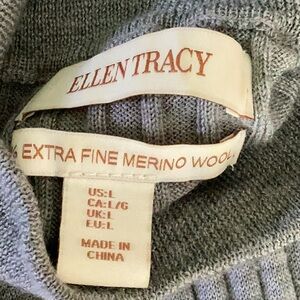 ELLEN TRACY
% EXTRA FINE MERINO WOOL
US:L
CA:L/G
UK:L
EU:L
MADE IN
CHINA